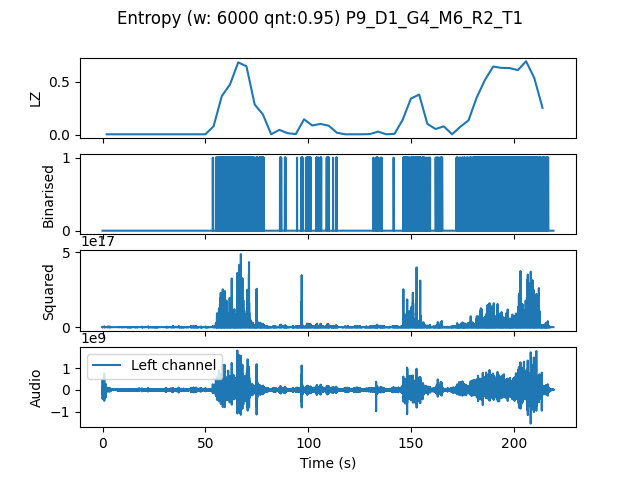 Entropy (w: 6000 qnt:0.95) P9_D1_G4_M6_R2_T1
0.5
0.0
LZ
1
0
Binarised
1e17
5
0
Squared
1e9
1
0
−1
Audio
Left channel
0
50
100
150
200
Time (s)